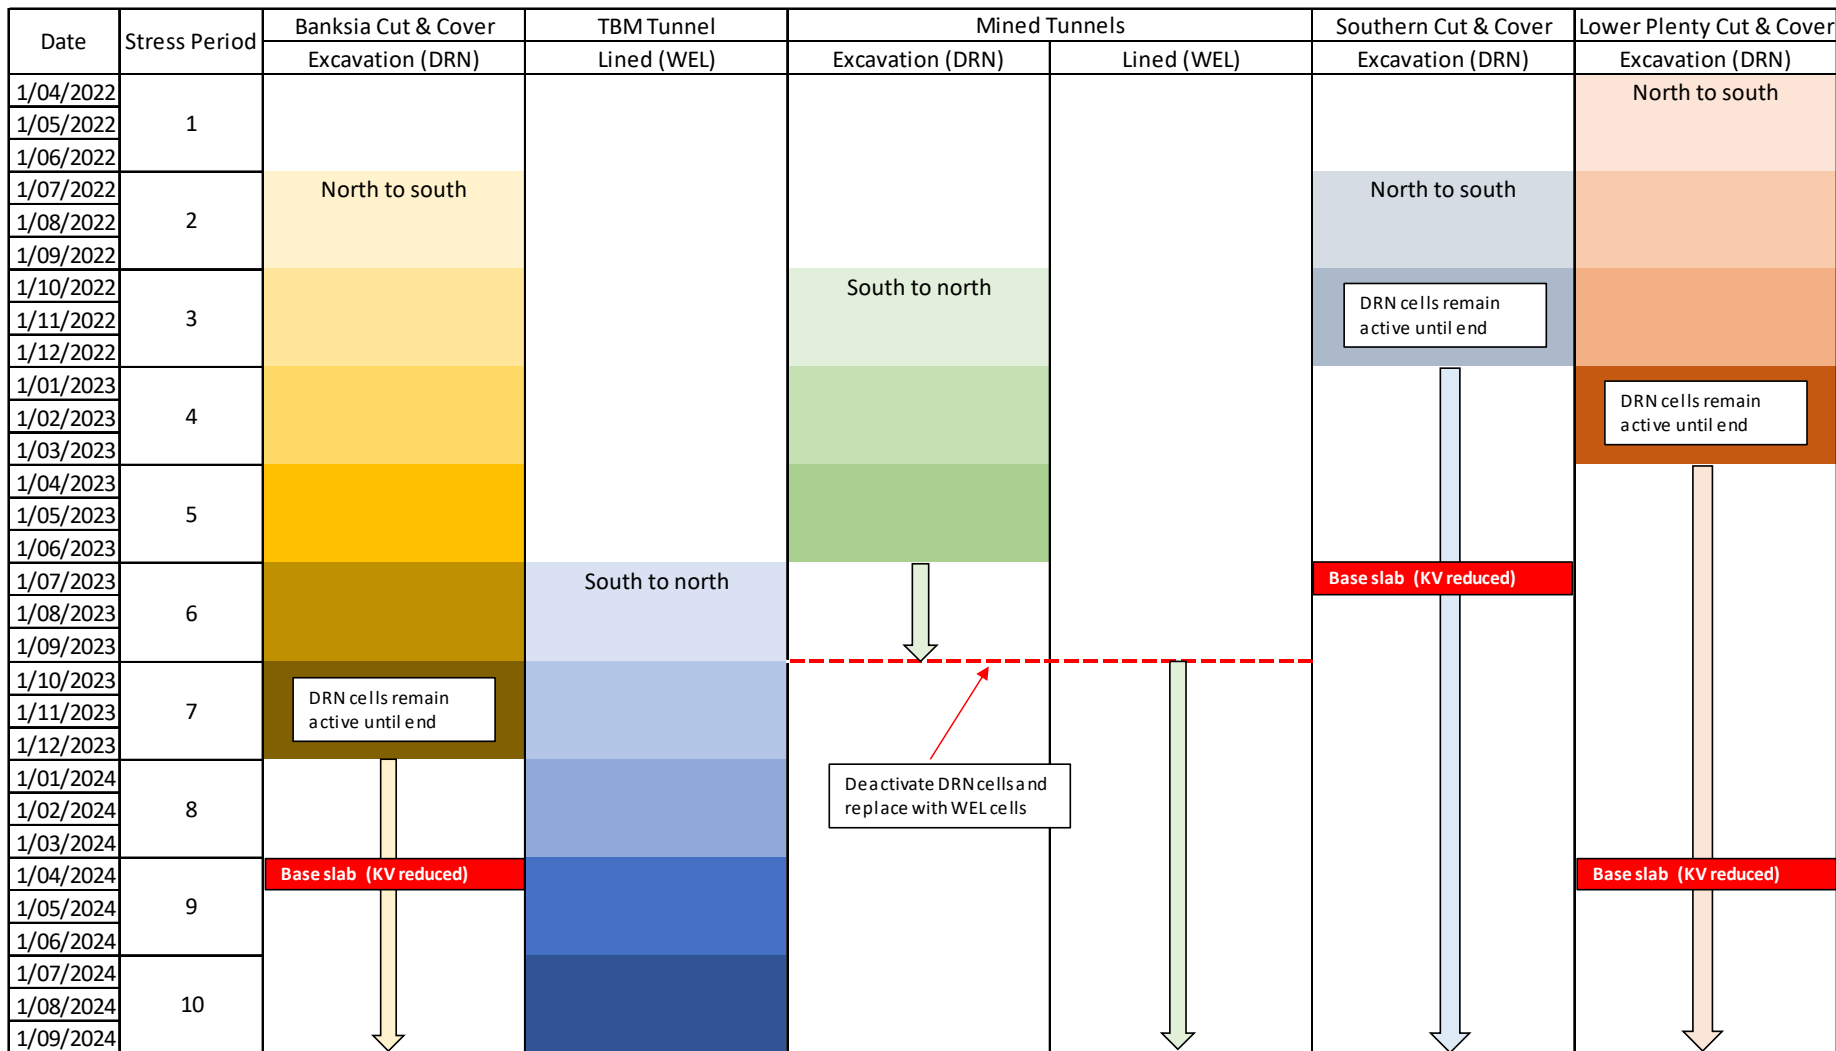 Date
Stress Period
Banksia Cut & Cover
TBM Tunnel
Mined Tunnels
Southern Cut & Cover
Lower Plenty Cut & Cover
Excavation (DRN)
Lined (WEL)
Excavation (DRN)
Lined (WEL)
Excavation (DRN)
Excavation (DRN)
1/04/2022
North to south
1/05/2022
1
1/06/2022
1/07/2022
North to south
North to south
1/08/2022
2
1/09/2022
1/10/2022
South to north
DRN cells remain
active until end
1/11/2022
3
1/12/2022
1/01/2023
DRN cells remain
active until end
1/02/2023
4
1/03/2023
1/04/2023
1/05/2023
5
1/06/2023
1/07/2023
South to north
Base slab (KV reduced)
1/08/2023
6
1/09/2023
1/10/2023
DRN cells remain
active until end
1/11/2023
7
1/12/2023
1/01/2024
Deactivate DRN cells and
replace with WEL cells
1/02/2024
8
1/03/2024
1/04/2024
Base slab (KV reduced)
Base slab (KV reduced)
1/05/2024
9
1/06/2024
1/07/2024
1/08/2024
10
1/09/2024